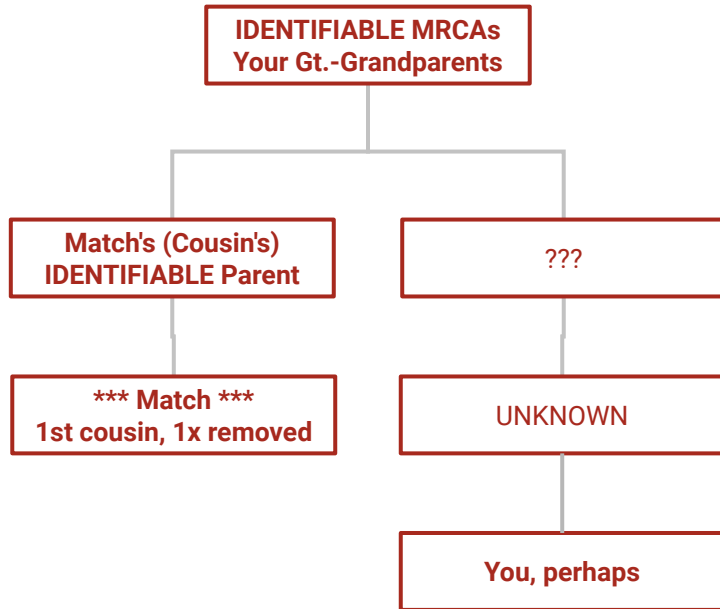 IDENTIFIABLE MRCAs
Your Gt.-Grandparents
Match's (Cousin's)
IDENTIFIABLE Parent
???
*** Match ***
1st cousin, 1x removed
UNKNOWN
You, perhaps